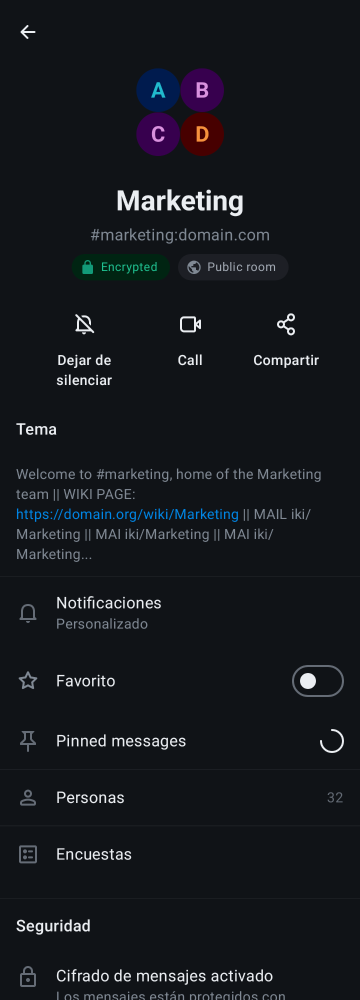 A B
C D
Marketing
#marketing:domain.com
Encrypted Public room
Dejar de silenciar
Call
Compartir
Tema
Welcome to #marketing, home of the Marketing
team || WIKI PAGE:
https://domain.org/wiki/Marketing || MAIL iki/
Marketing || MAI iki/Marketing || MAI iki/
Marketing...
Notificaciones
Personalizado
Favorito
Pinned messages
Personas 32
Encuestas
Seguridad
Cifrado de mensajes activado
Los mensajes están protegidos con